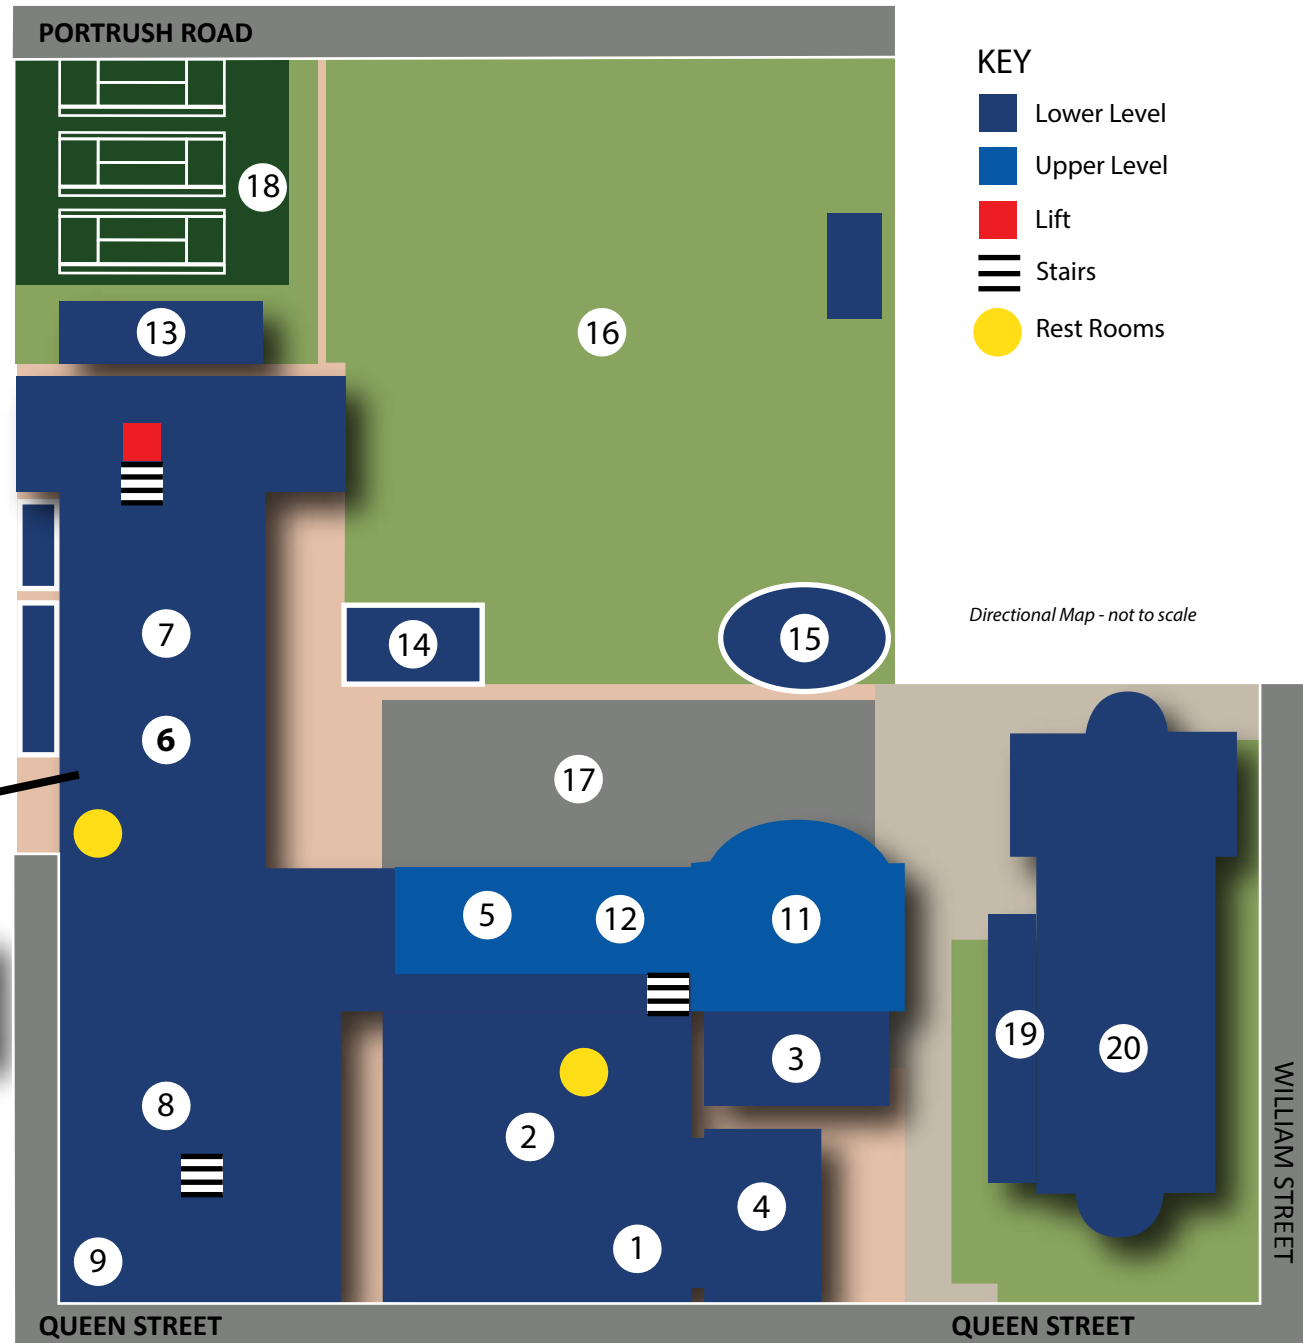 PORTRUSH ROAD
KEY
Lower Level
Upper Level
Lift
Stairs
Rest Rooms
18
13
16
Directional Map - not to scale
7
14
15
6
17
5
12
11
3
19
20
8
2
4
1
9
WILLIAM STREET
QUEEN STREET
QUEEN STREET